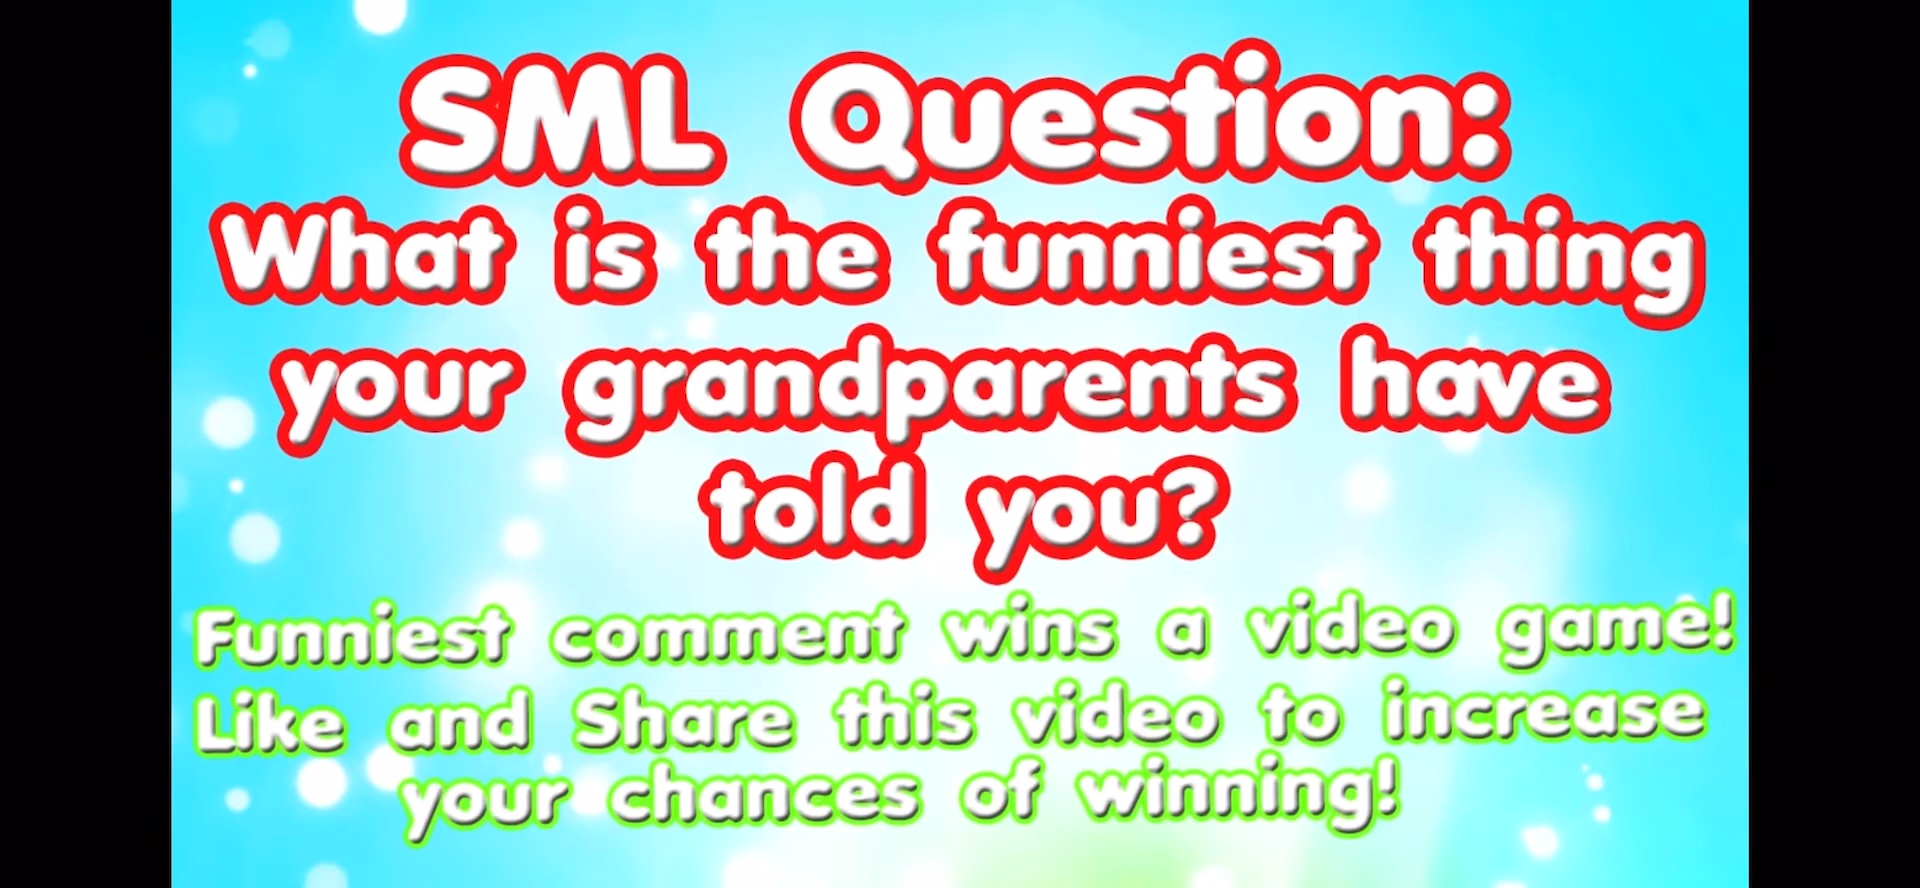 SML Question:
What is the funniest thing
your grandparents have
told you?
Funniest comment wins a video game!
Like and Share this video to increase
your chances of winning!